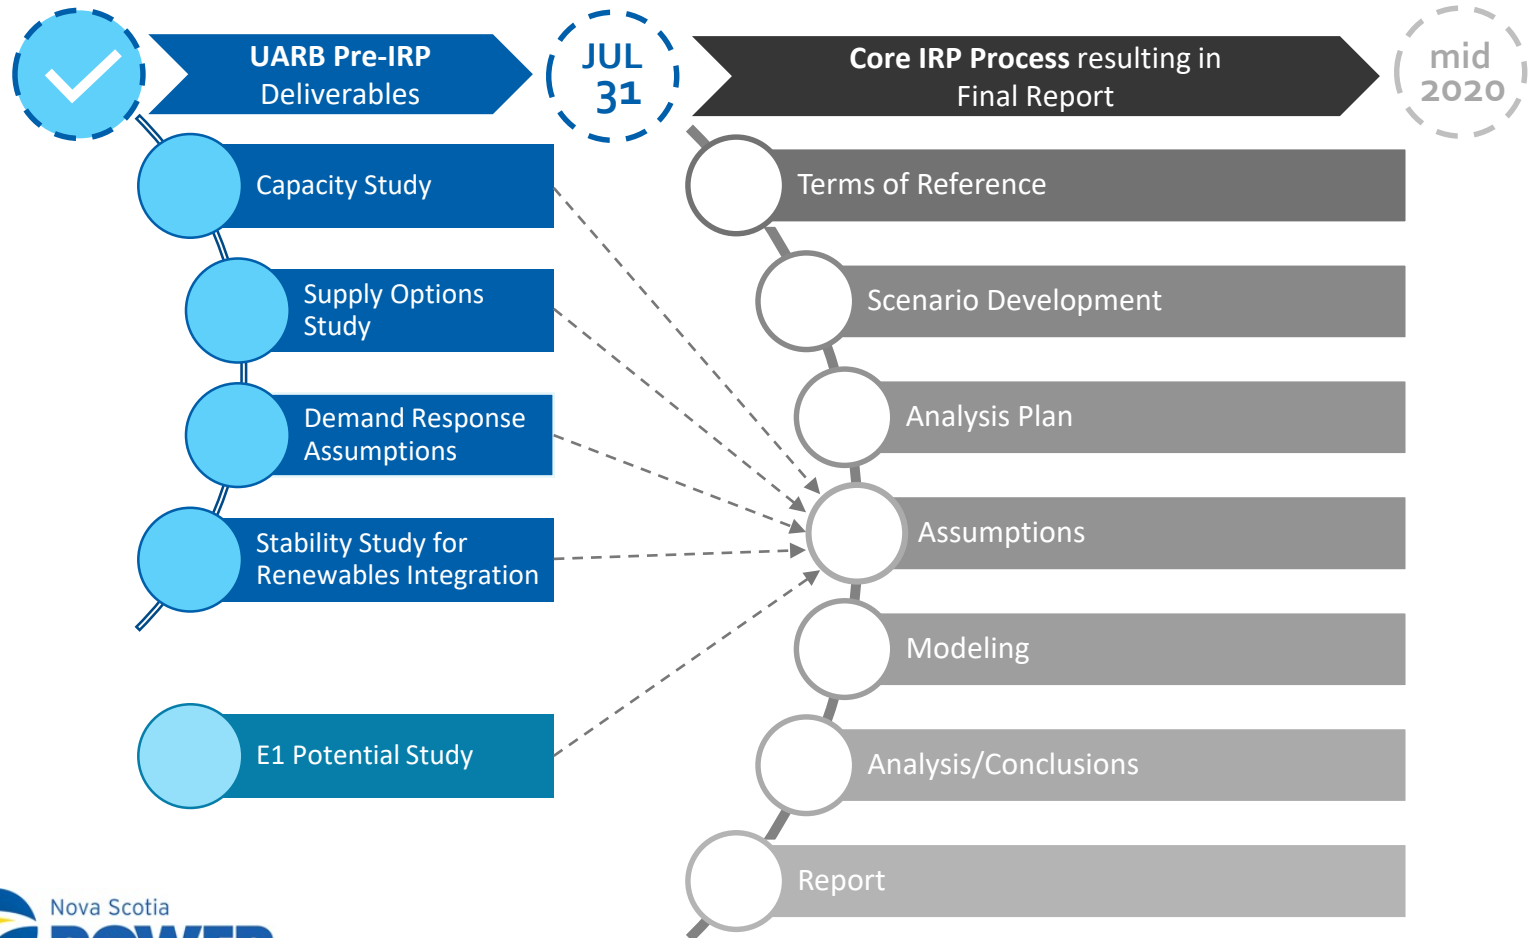 UARB Pre-IRP
Deliverables
JUL
31
Core IRP Process resulting in
Final Report
mid
2020
Capacity Study
Supply Options
Study
Demand Response
Assumptions
Stability Study for
Renewables Integration
E1 Potential Study
Terms of Reference
Scenario Development
Analysis Plan
Assumptions
Modeling
Analysis/Conclusions
Report
Nova Scotia
POWER